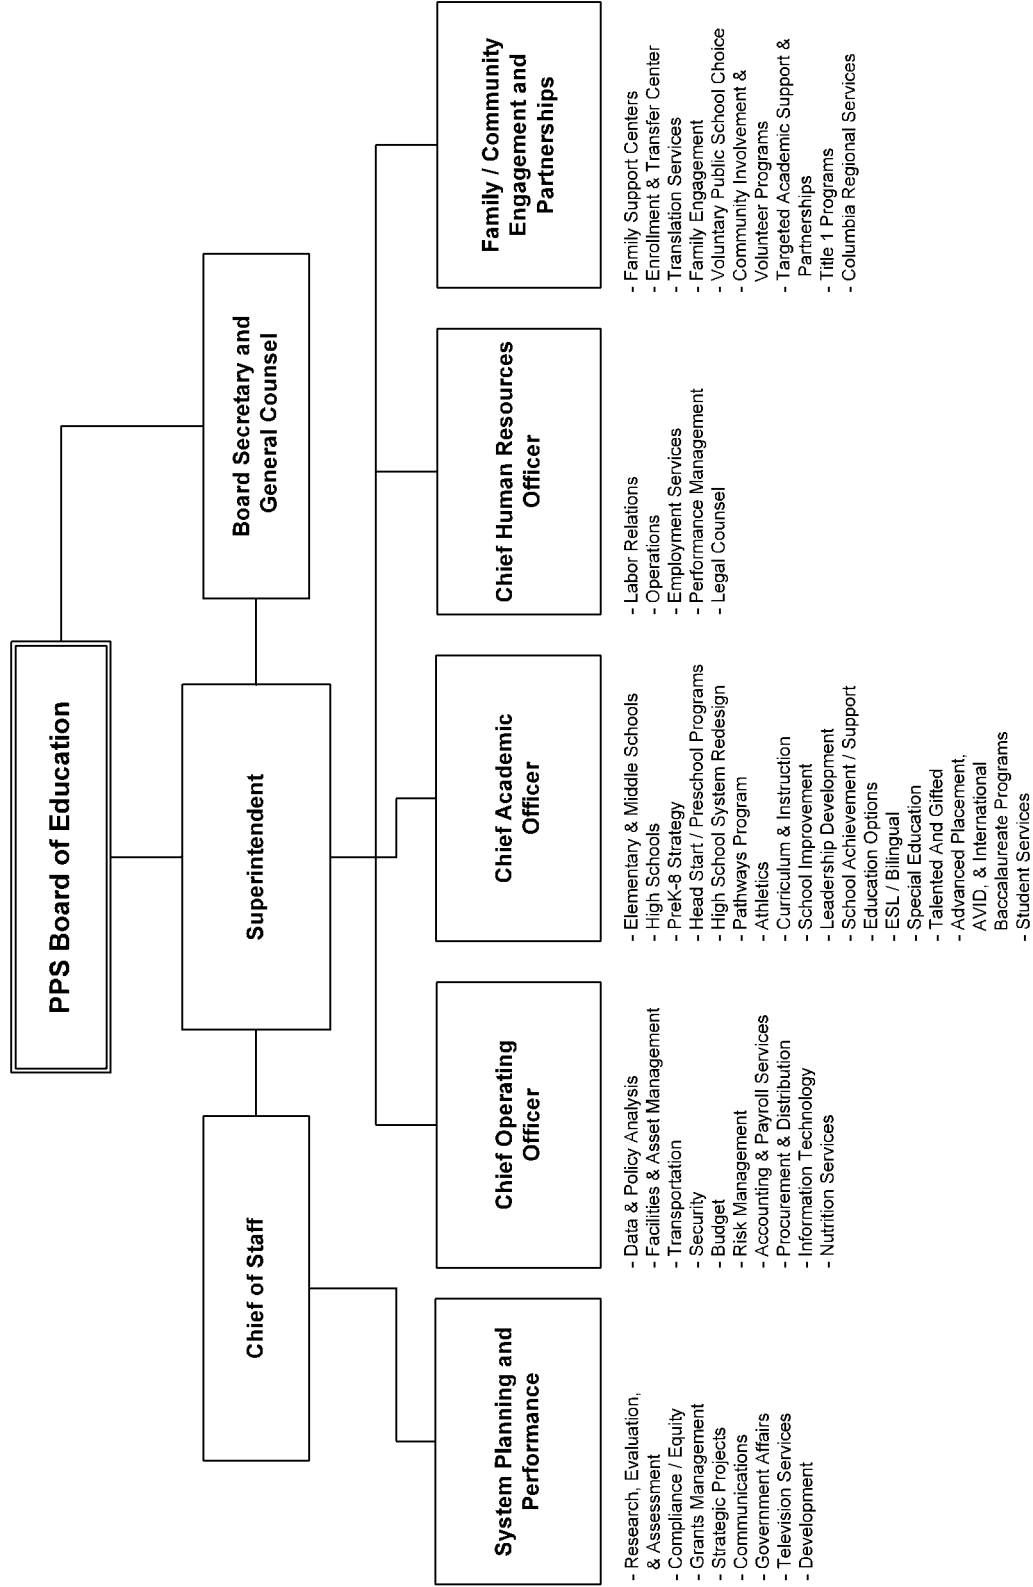 PPS Board of Education
Chief of Staff
Superintendent
Board Secretary and
General Counsel
System Planning and
Performance
- Research, Evaluation,
& Assessment
- Compliance / Equity
- Grants Management
- Strategic Projects
- Communications
- Government Affairs
- Television Services
- Development
Chief Operating
Officer
- Data & Policy Analysis
- Facilities & Asset Management
- Transportation
- Security
- Budget
- Risk Management
- Accounting & Payroll Services
- Procurement & Distribution
- Information Technology
- Nutrition Services
Chief Academic
Officer
- Elementary & Middle Schools
- High Schools
- PreK-8 Strategy
- Head Start / Preschool Programs
- High School System Redesign
- Pathways Program
- Athletics
- Curriculum & Instruction
- School Improvement
- Leadership Development
- School Achievement / Support
- Education Options
- ESL / Billingual
- Special Education
- Talented And Gifted
- Advanced Placement,
AVID, & International
Baccalaureate Programs
- Student Services
Chief Human Resources
Officer
- Labor Relations
- Operations
- Employment Services
- Performance Management
- Legal Counsel
Family / Community
Engagement and
Partnerships
- Family Support Centers
- Enrollment & Transfer Center
- Translation Services
- Family Engagement
- Voluntary Public School Choice
- Community Involvement &
Volunteer Programs
- Targeted Academic Support &
Partnerships
- Title 1 Programs
- Columbia Regional Services